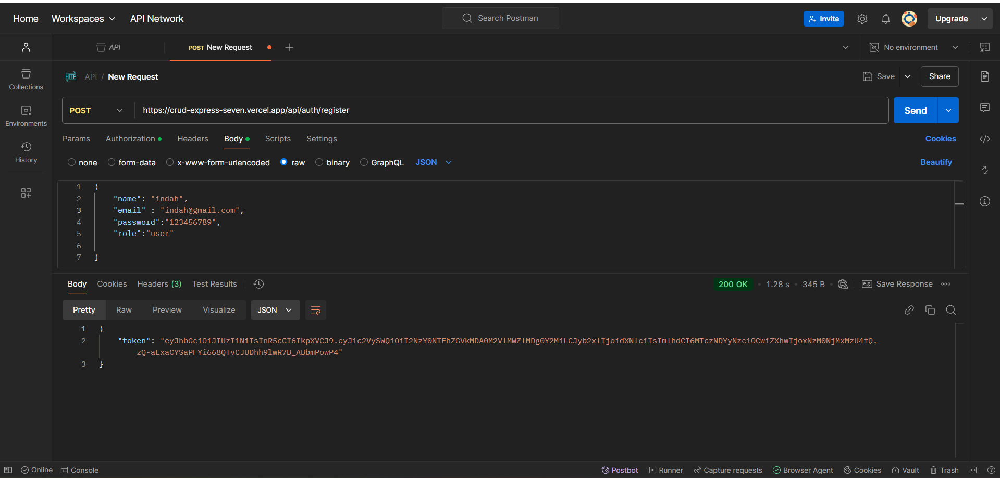 Home Workspaces API Network Search Postman Invite Upgrade
API POST New Request No environment
HTTP API / New Request Save Share
Collections
Environments
History
POST https://crud-express-seven.vercel.app/api/auth/register Send
Params Authorization Headers Body Scripts Settings Cookies
none form-data x-www-form-urlencoded raw binary GraphQL JSON Beautify
1 {
2 "name": "indah",
3 "email" : "indah@gmail.com",
4 "password":"123456789",
5 "role":"user"
6
7 }
Body Cookies Headers (3) Test Results 200 OK • 1.28 s • 345 B • e.g. Save Response
Pretty Raw Preview Visualize JSON
1 {
2 "token": "eyJhbGciOiJIUzI1NiIsInR5cCI6IkpXVCJ9.eyJ1c2VySWQiOiI2NzY0NTFhZGVkMDA0M2VlMWZlMDg0Y2MiLCJyb2xlIjoidXNlciIsImlhdCI6MTczNDYyNzc1OCwiZXhwIjoxNzM0NjMxMzU4fQ.
zQ-aLxaCYSaPFYi668QTvCJUDhh9lwR7B_ABbmPowP4"
3 }
Online Console Postbot Runner Capture requests Browser Agent Cookies Vault Trash